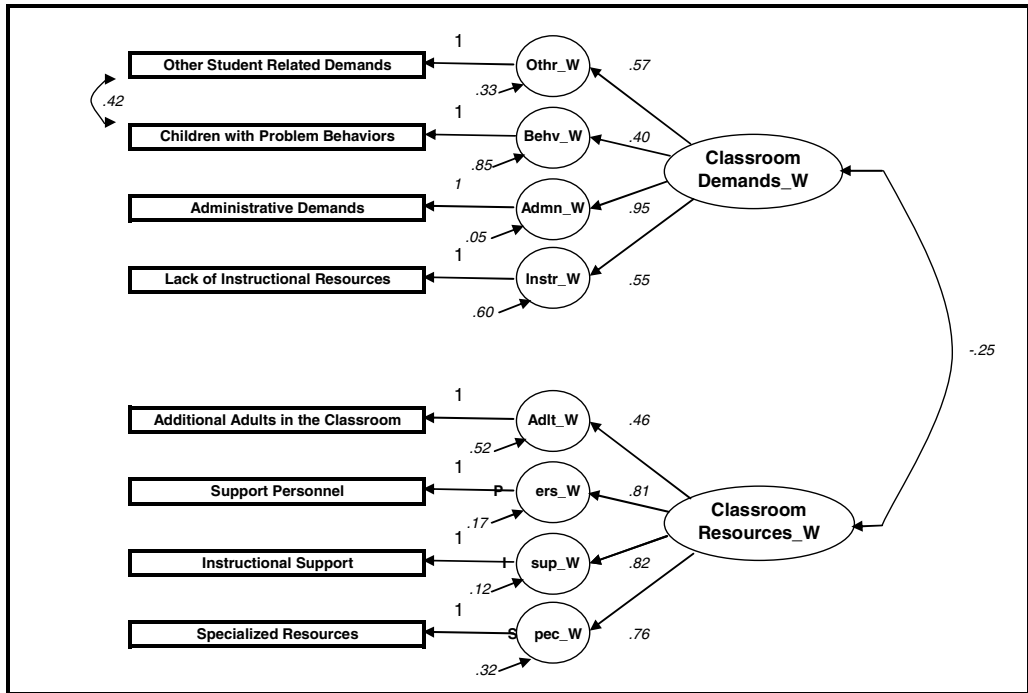 1
Other Student Related Demands
Othr_W
.57
.33
.42
1
Children with Problem Behaviors
Behv_W
.40
.85
Classroom
Demands_W
1
Administrative Demands
Admn_W
.95
.05
1
Lack of Instructional Resources
Instr_W
.55
.60
-.25
1
Additional Adults in the Classroom
Adlt_W
.46
.52
1
Support Personnel
P ers_W
.81
.17
Classroom
Resources_W
1
Instructional Support
I sup_W
.82
.12
1
Specialized Resources
S pec_W
.76
.32